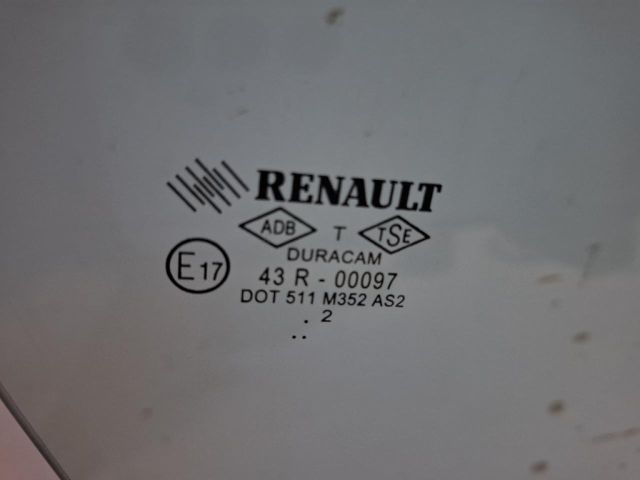 RENAULT
ADB T TSE
DURACAM
E17 43 R - 00097
DOT 511 M352 AS2
. 2
..